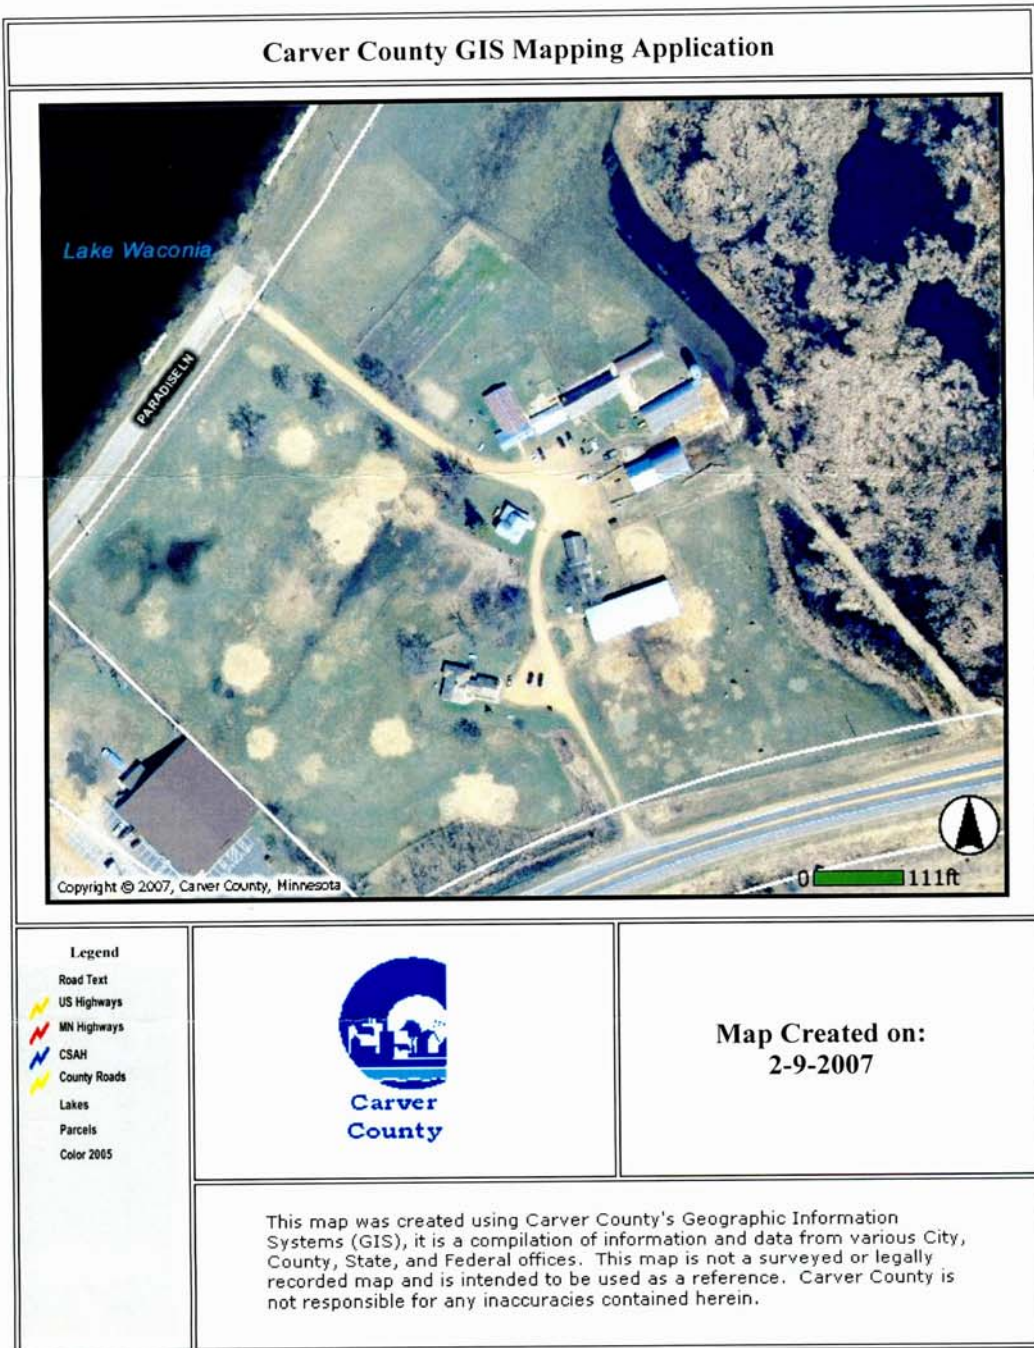 Carver County GIS Mapping Application
Lake Waconia
PARADISE LN
Copyright © 2007, Carver County, Minnesota
0 111ft
Legend
Road Text
US Highways
MN Highways
CSAH
County Roads
Lakes
Parcels
Color 2005
Carver
County
Map Created on:
2-9-2007
This map was created using Carver County's Geographic Information
Systems (GIS), it is a compilation of information and data from various City,
County, State, and Federal offices. This map is not a surveyed or legally
recorded map and is intended to be used as a reference. Carver County is
not responsible for any inaccuracies contained herein.